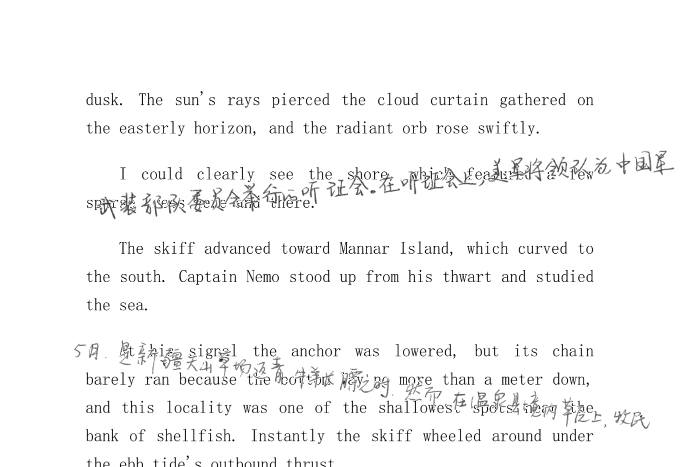 dusk. The sun's rays pierced the cloud curtain gathered on
the easterly horizon, and the radiant orb rose swiftly.
I could clearly see the shore, which featured a few
美军将领队为中国军
武装部队委员会举行的听证会。在听证会上,
sparse trees here and there.
The skiff advanced toward Mannar Island, which curved to
the south. Captain Nemo stood up from his thwart and studied
the sea.
At his signal the anchor was lowered, but its chain
5月,是新疆天山草场返青、牛羊长膘之时,然而,在温泉县境内草原上,牧民
barely ran because the bottom lay no more than a meter down,
and this locality was one of the shallowest spots near the
bank of shellfish. Instantly the skiff wheeled around under
the ebb tide's outbound thrust.